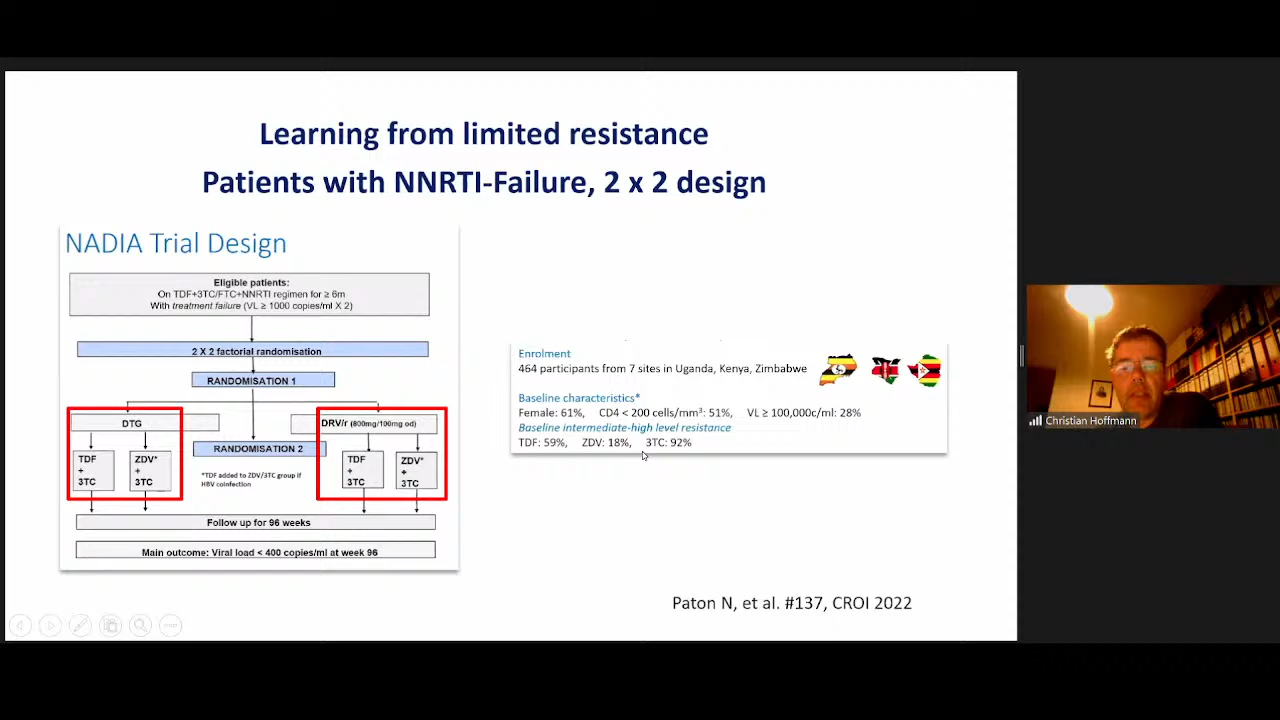 Learning from limited resistance
Patients with NNRTI-Failure, 2 x 2 design
NADIA Trial Design
Eligible patients:
On TDF+3TC/FTC+NNRTI regimen for ≥ 6m
With treatment failure (VL ≥ 1000 copies/ml X 2)
2 X 2 factorial randomisation
RANDOMISATION 1
DTG
DRV/r (800mg/100mg od)
RANDOMISATION 2
TDF
+
3TC
ZDV*
+
3TC
*TDF added to ZDV/3TC group if
HBV coinfection
TDF
+
3TC
ZDV*
+
3TC
Follow up for 96 weeks
Main outcome: Viral load < 400 copies/ml at week 96
Enrolment
464 participants from 7 sites in Uganda, Kenya, Zimbabwe
Baseline characteristics*
Female: 61%, CD4 < 200 cells/mm³: 51%, VL ≥ 100,000c/ml: 28%
Baseline intermediate-high level resistance
TDF: 59%, ZDV: 18%, 3TC: 92%
Paton N, et al. #137, CROI 2022
Christian Hoffmann